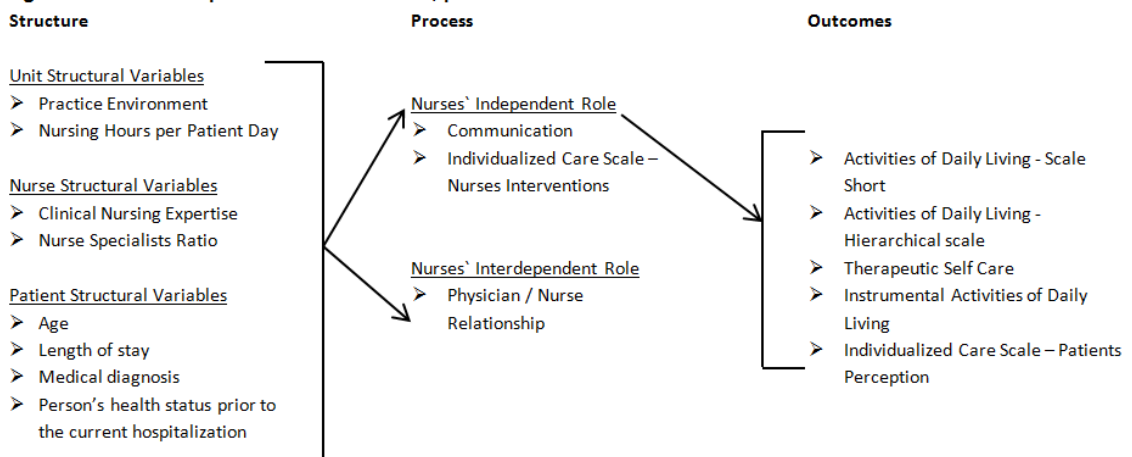 Structure
Process
Outcomes
Unit Structural Variables
➢ Practice Environment
➢ Nursing Hours per Patient Day
Nurse Structural Variables
➢ Clinical Nursing Expertise
➢ Nurse Specialists Ratio
Patient Structural Variables
➢ Age
➢ Length of stay
➢ Medical diagnosis
➢ Person’s health status prior to
the current hospitalization
Nurses` Independent Role
➢ Communication
➢ Individualized Care Scale –
Nurses Interventions
Nurses` Interdependent Role
➢ Physician / Nurse
Relationship
➢ Activities of Daily Living - Scale
Short
➢ Activities of Daily Living -
Hierarchical scale
➢ Therapeutic Self Care
➢ Instrumental Activities of Daily
Living
➢ Individualized Care Scale – Patients
Perception